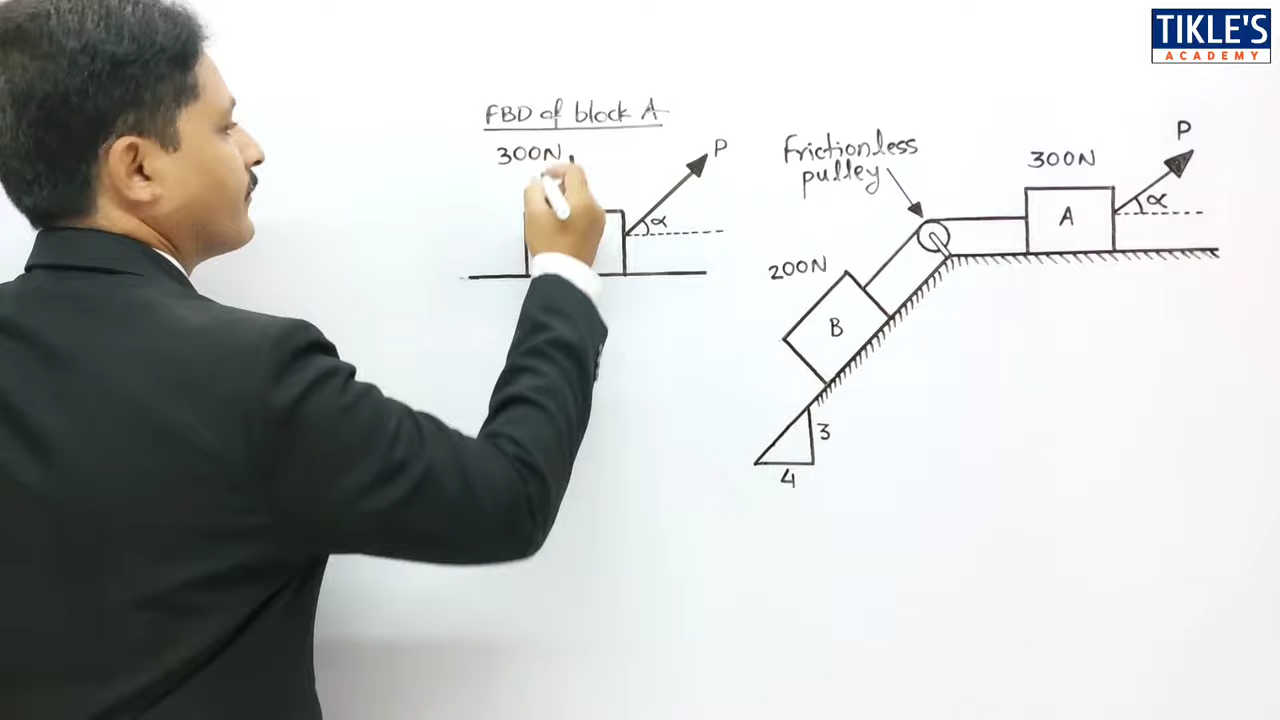 TIKLE'S
ACADEMY
FBD of block A
300N
P
α
Frictionless
pulley
300N
P
A
α
200N
B
3
4